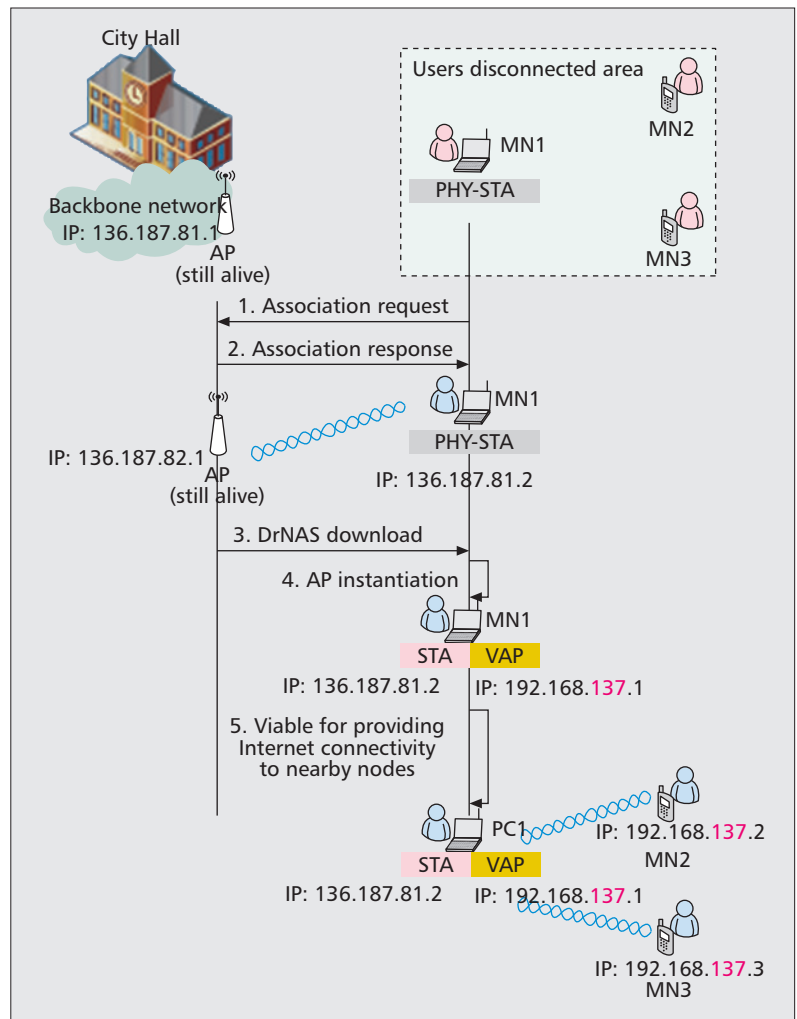 City Hall
Users disconnected area
MN2
MN1
PHY-STA
Backbone network
IP: 136.187.81.1
AP
(still alive)
MN3
1. Association request
2. Association response
MN1
PHY-STA
IP: 136.187.82.1
AP
(still alive)
IP: 136.187.81.2
3. DrNAS download
4. AP instantiation
MN1
STA
VAP
IP: 136.187.81.2
IP: 192.168.137.1
5. Viable for providing
Internet connectivity
to nearby nodes
PC1
IP: 192.168.137.2
MN2
STA
VAP
IP: 136.187.81.2
IP: 192.168.137.1
IP: 192.168.137.3
MN3